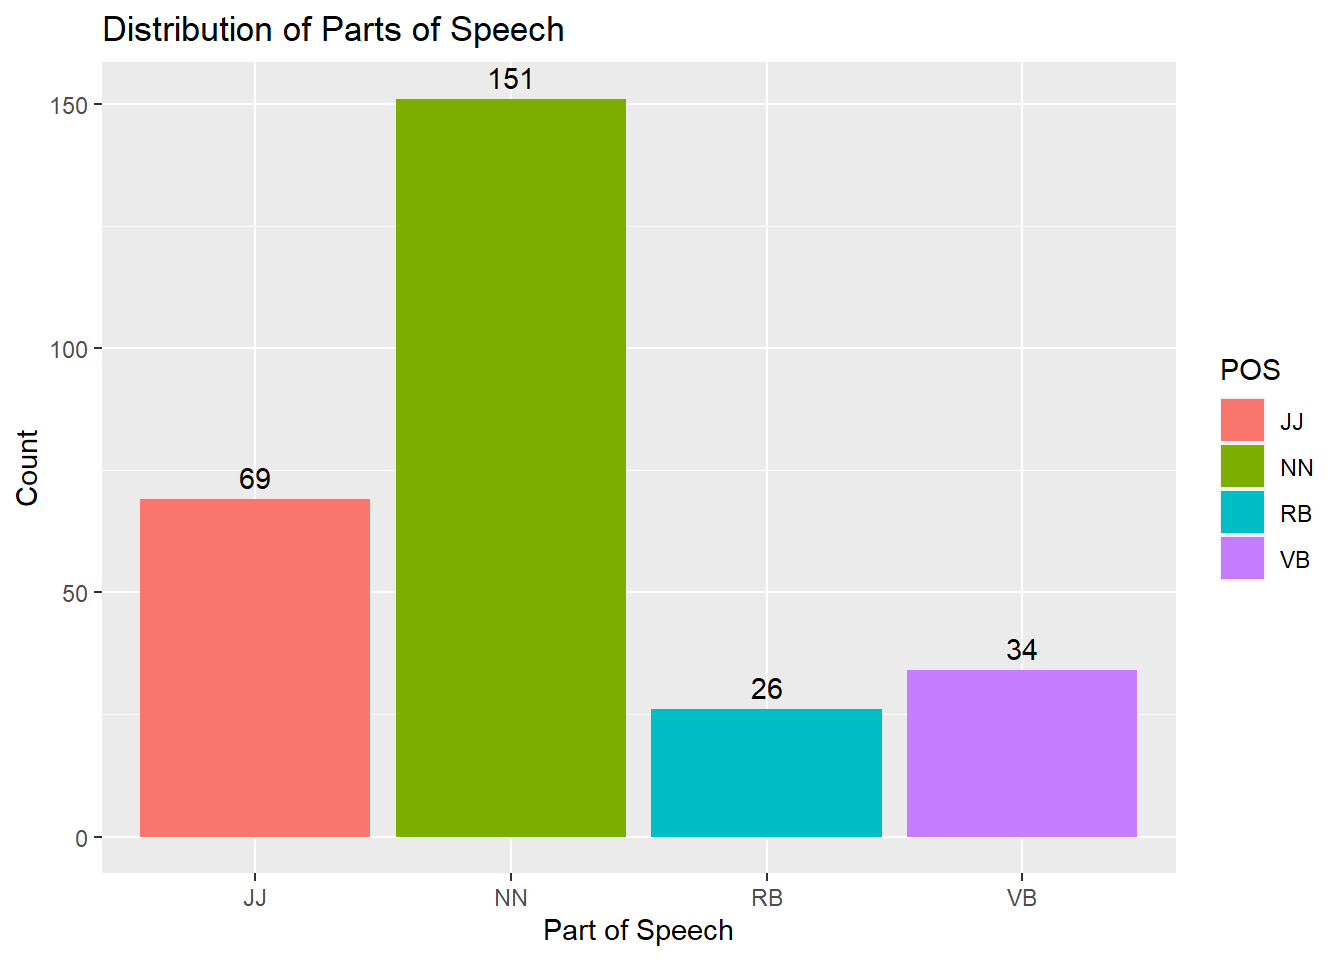 Distribution of Parts of Speech
151
150
100
69
50
34
26
0
Count
JJ
NN
RB
VB
Part of Speech
POS
JJ
NN
RB
VB